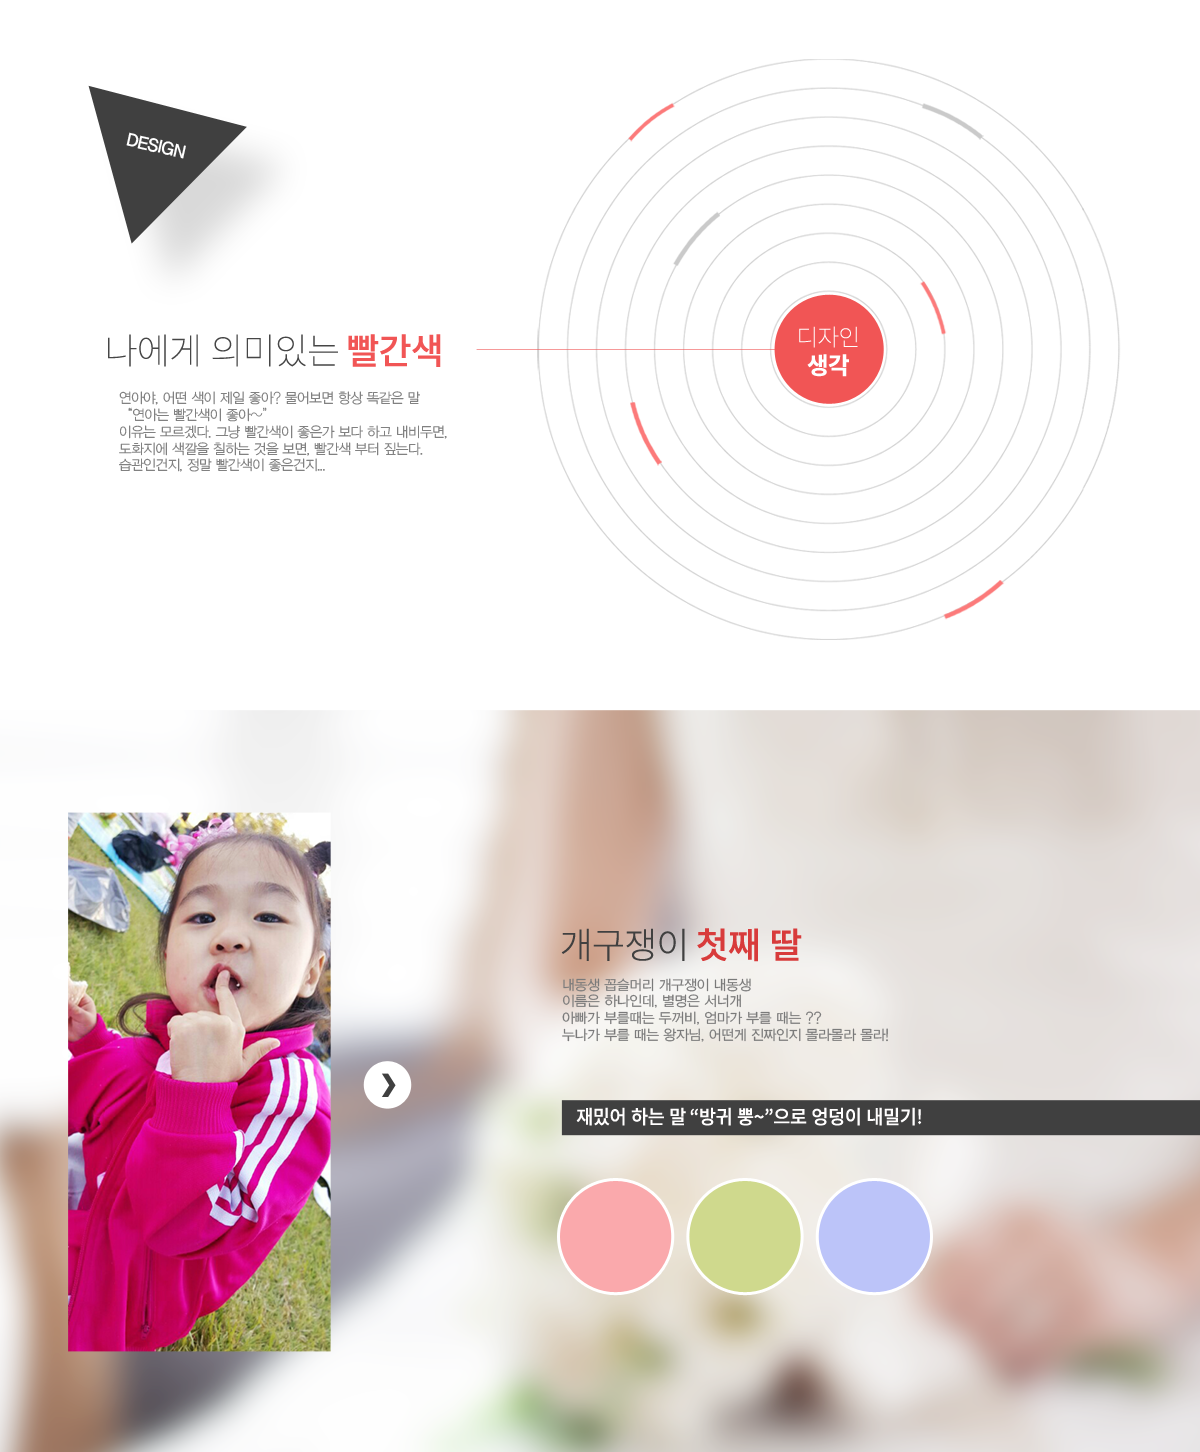 DESIGN
나에게 의미있는 빨간색
연아야, 어떤 색이 제일 좋아? 물어보면 항상 똑같은 말
"연아는 빨간색이 좋아~"
이유는 모르겠다. 그냥 빨간색이 좋은가 보다 하고 내비두면,
도화지에 색깔을 칠하는 것을 보면, 빨간색 부터 짚는다.
습관인건지, 정말 빨간색이 좋은건지...
디자인
생각
개구쟁이 첫째 딸
내동생 꼽슬머리 개구쟁이 내동생
이름은 하나인데, 별명은 서너개
아빠가 부를때는 두꺼비, 엄마가 부를 때는 ??
누나가 부를 때는 왕자님, 어떤게 진짜인지 몰라몰라 몰라!
재밌어 하는 말 “방귀 뿡~”으로 엉덩이 내밀기!